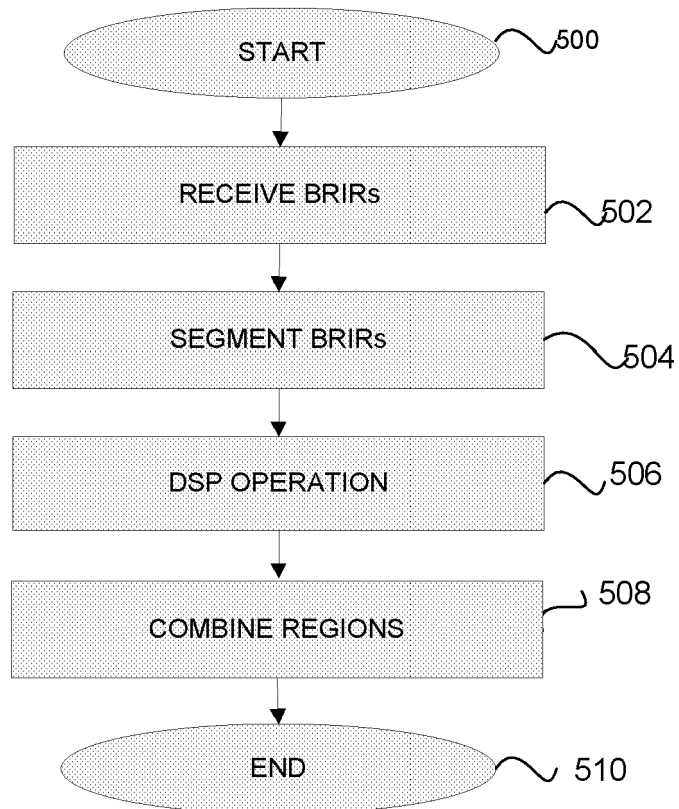 START
500
RECEIVE BRIRs
502
SEGMENT BRIRs
504
DSP OPERATION
506
COMBINE REGIONS
508
END
510